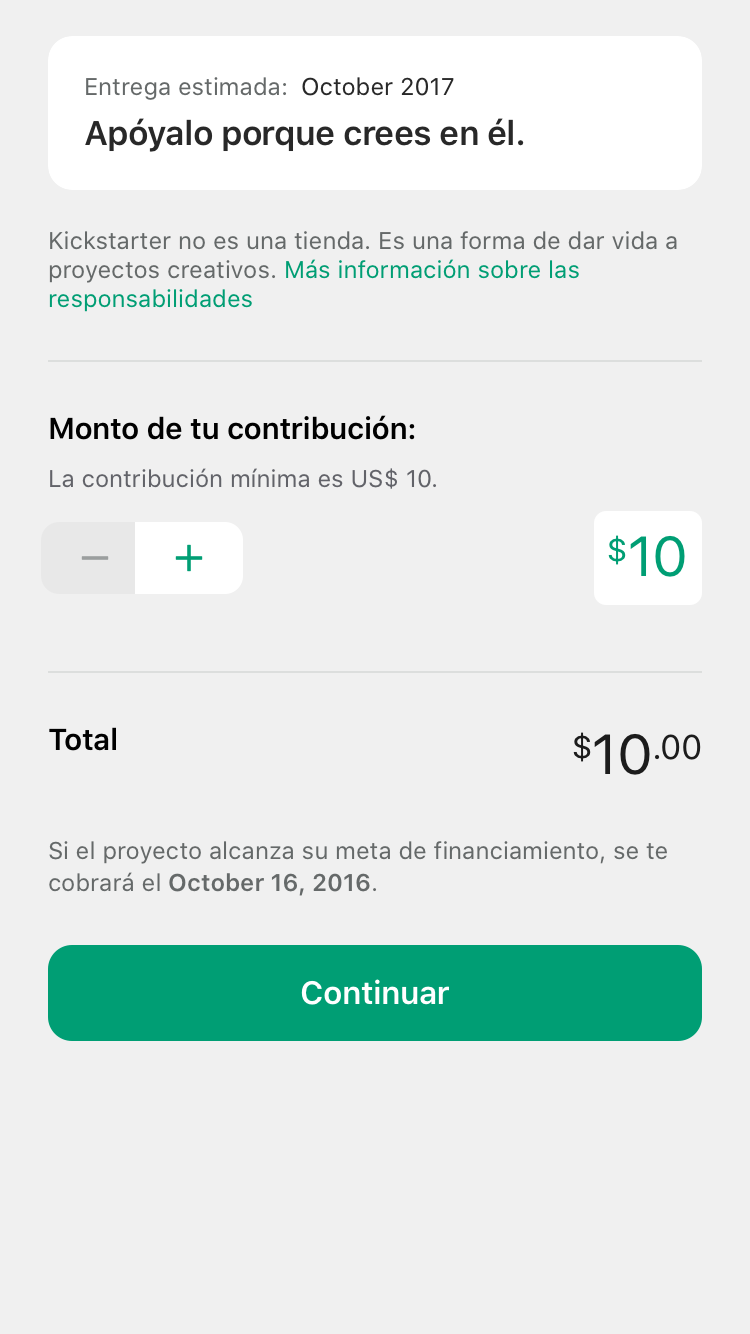 Entrega estimada: October 2017
Apóyalo porque crees en él.
Kickstarter no es una tienda. Es una forma de dar vida a
proyectos creativos. Más información sobre las
responsabilidades
Monto de tu contribución:
La contribución mínima es US$ 10.
− + $10
Total $10.00
Si el proyecto alcanza su meta de financiamiento, se te
cobrará el October 16, 2016.
Continuar